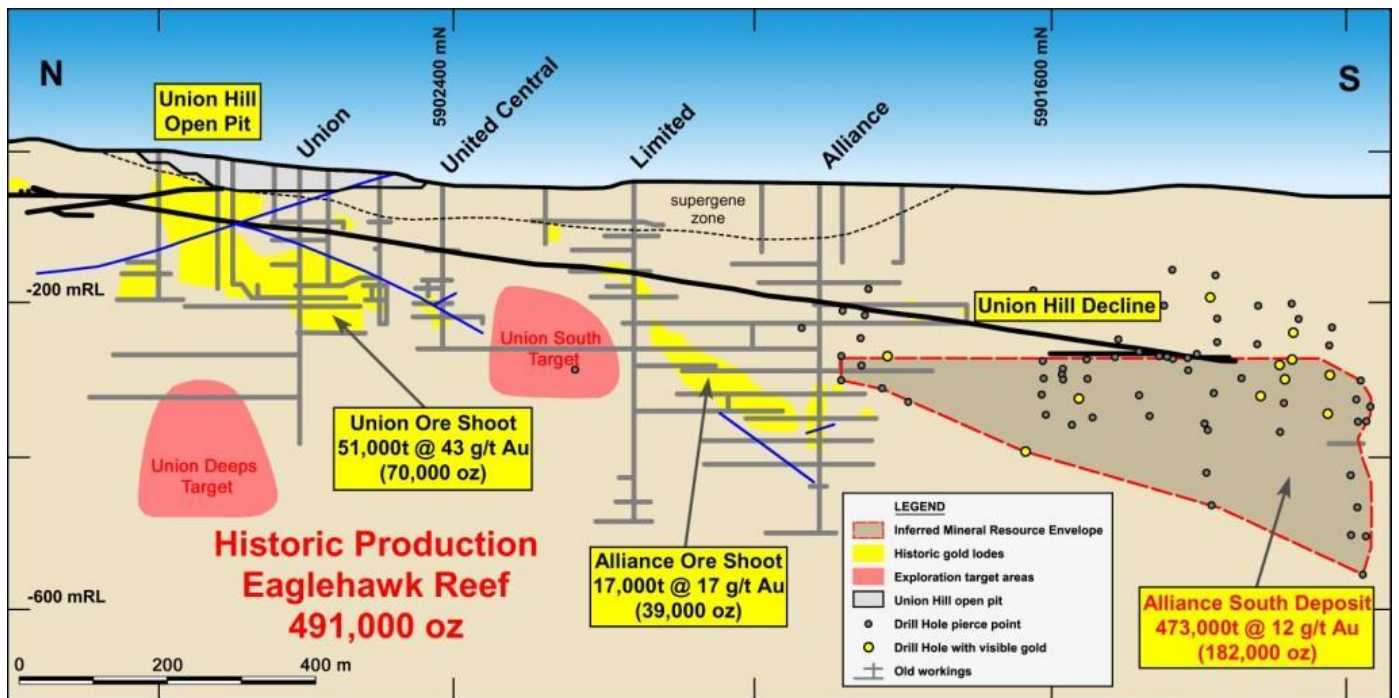 N
S
Union Hill
Open Pit
Union
5902400 mN
United Central
Limited
Alliance
5901600 mN
supergene
zone
-200 mRL
Union Hill Decline
Union South
Target
Union Deeps
Target
Union Ore Shoot
51,000t @ 43 g/t Au
(70,000 oz)
Historic Production
Eaglehawk Reef
491,000 oz
Alliance Ore Shoot
17,000t @ 17 g/t Au
(39,000 oz)
-600 mRL
0 200 400 m
LEGEND
Inferred Mineral Resource Envelope
Historic gold lodes
Exploration target areas
Union Hill open pit
Drill Hole pierce point
Drill Hole with visible gold
Old workings
Alliance South Deposit
473,000t @ 12 g/t Au
(182,000 oz)